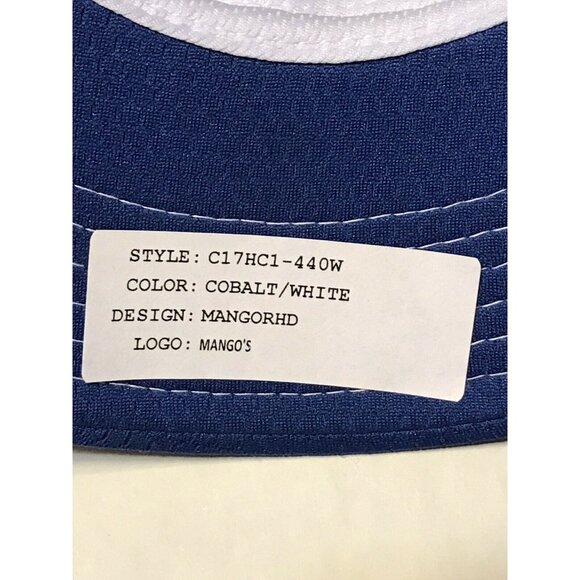 STYLE: C17HC1-440W
COLOR: COBALT/WHITE
DESIGN: MANGORHD
LOGO: MANGO'S